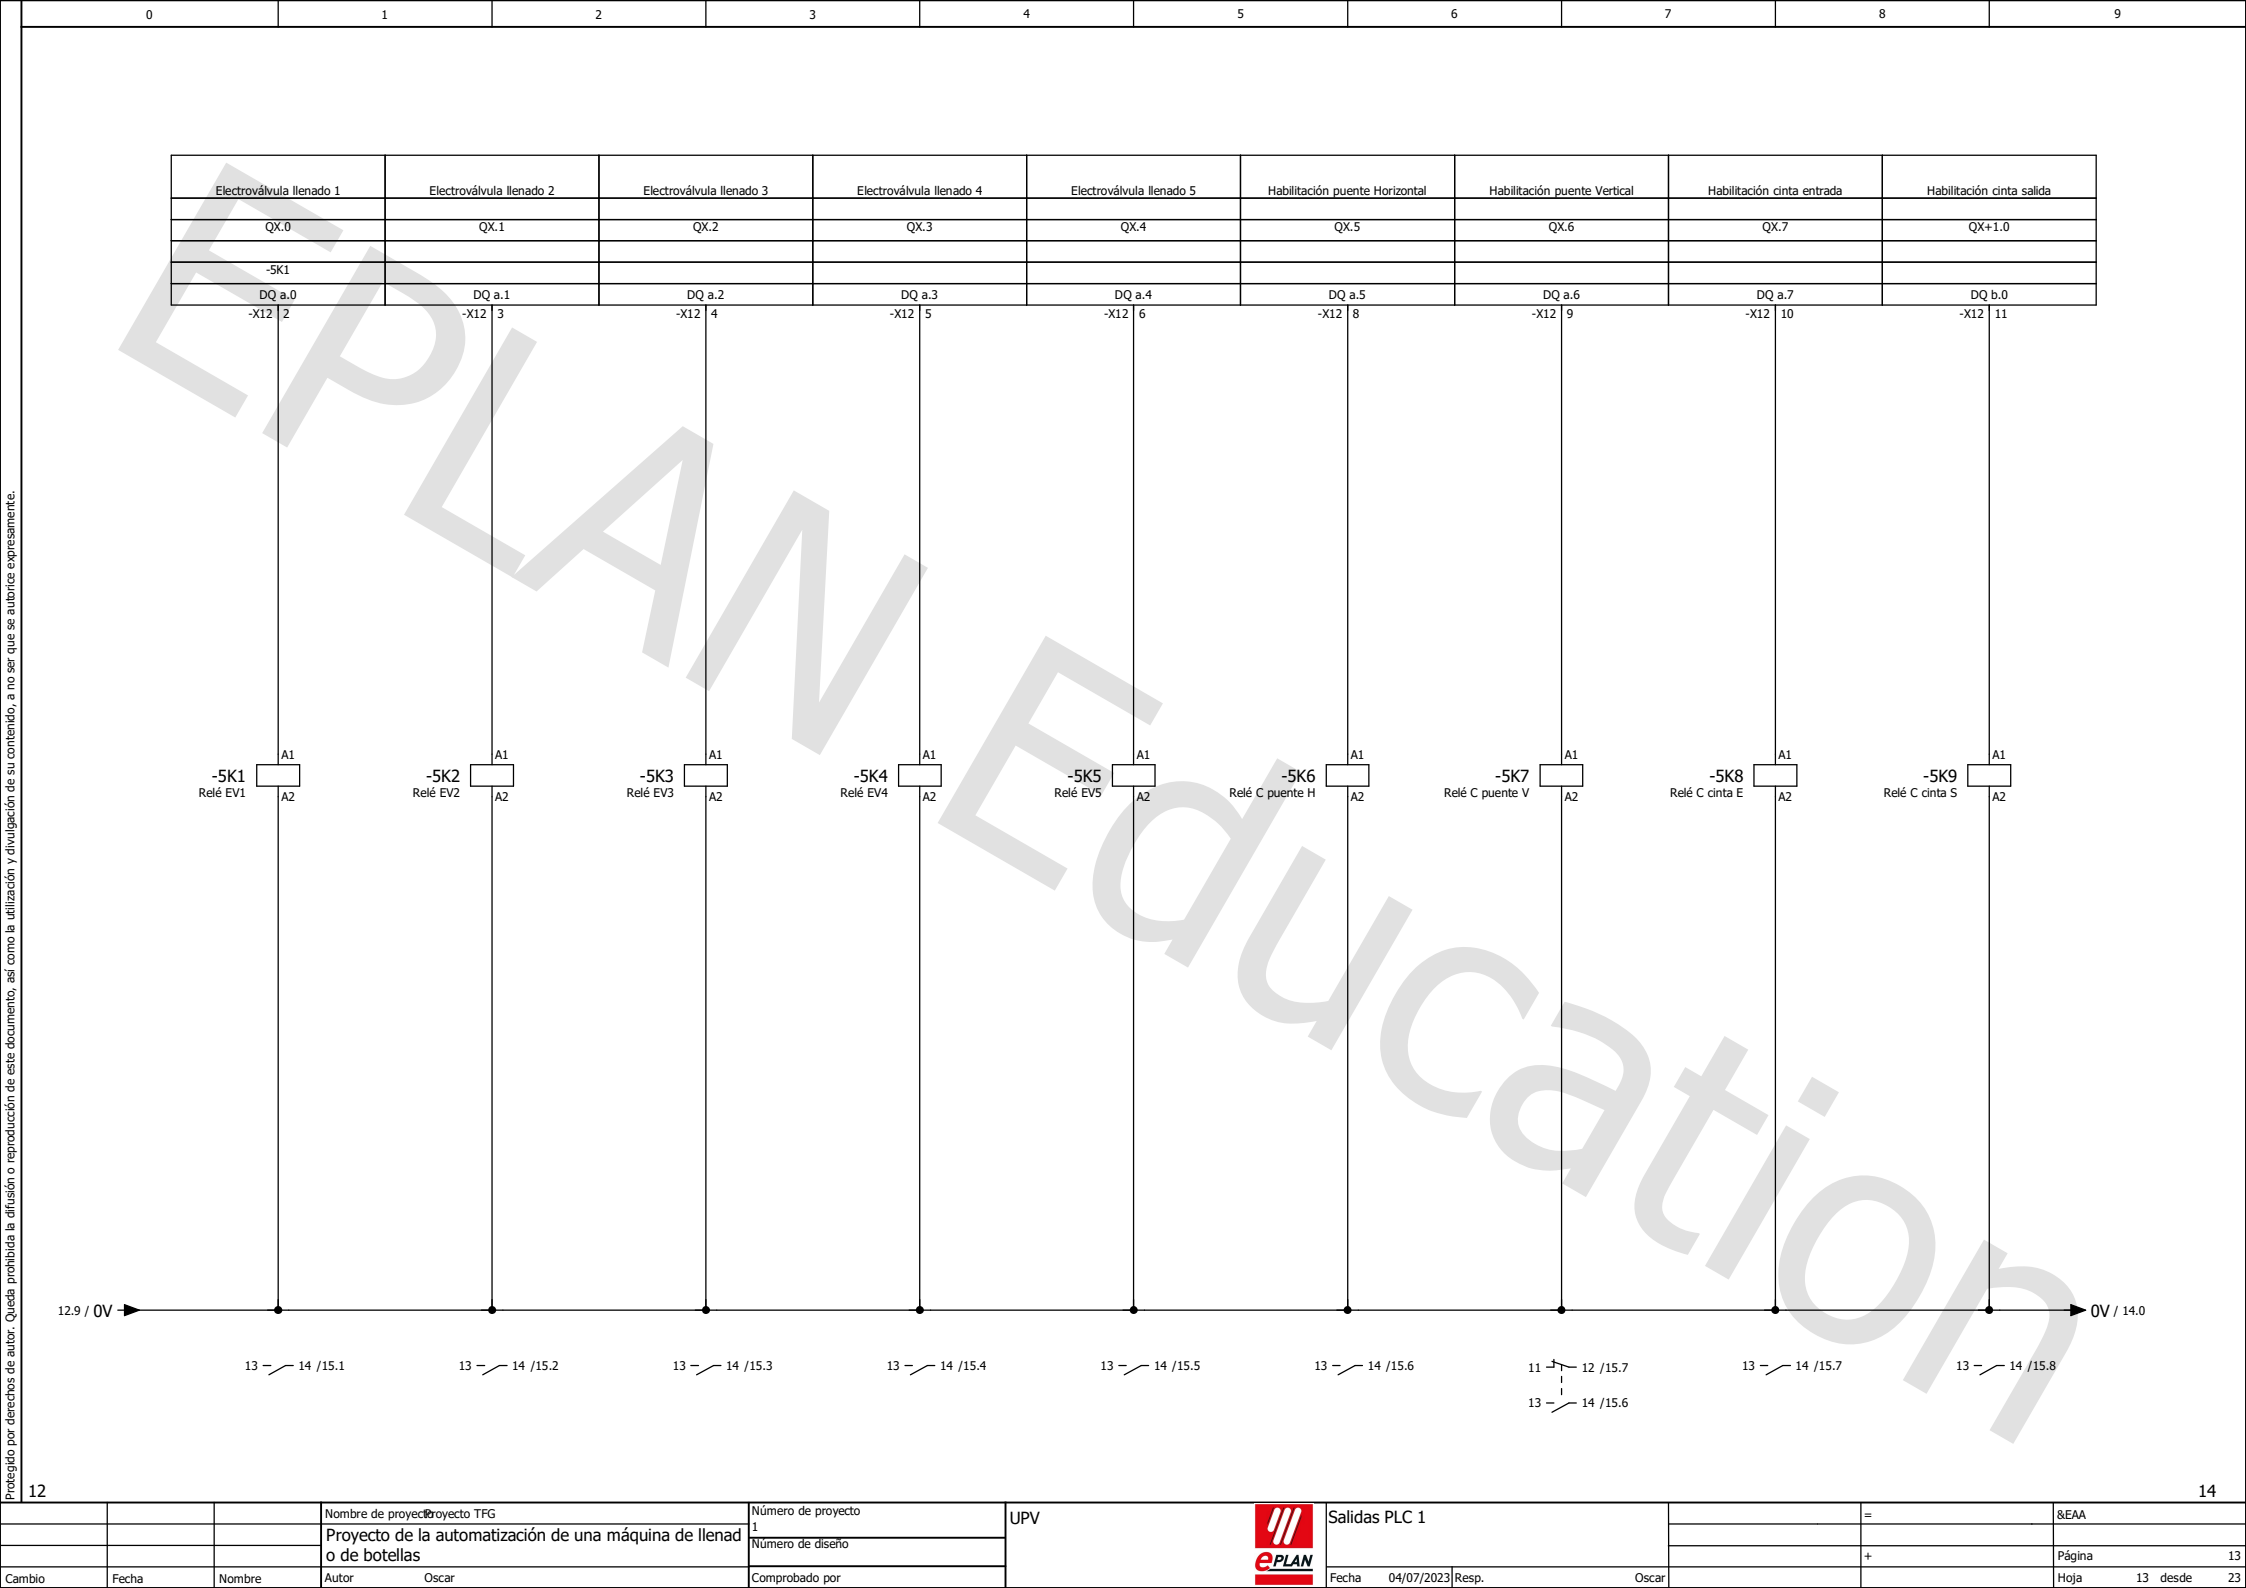 0 1 2 3 4 5 6 7 8 9
Electroválvula llenado 1 Electroválvula llenado 2 Electroválvula llenado 3 Electroválvula llenado 4 Electroválvula llenado 5 Habilitación puente Horizontal Habilitación puente Vertical Habilitación cinta entrada Habilitación cinta salida
QX.0 QX.1 QX.2 QX.3 QX.4 QX.5 QX.6 QX.7 QX+1.0
-5K1
DQ a.0 DQ a.1 DQ a.2 DQ a.3 DQ a.4 DQ a.5 DQ a.6 DQ a.7 DQ b.0
-X12 2 -X12 3 -X12 4 -X12 5 -X12 6 -X12 8 -X12 9 -X12 10 -X12 11
EPLAN Education
A1 A1 A1 A1 A1 A1 A1 A1 A1
-5K1 -5K2 -5K3 -5K4 -5K5 -5K6 -5K7 -5K8 -5K9
Relé EV1 Relé EV2 Relé EV3 Relé EV4 Relé EV5 Relé C puente H Relé C puente V Relé C cinta E Relé C cinta S
A2 A2 A2 A2 A2 A2 A2 A2 A2
12.9 / 0V 0V / 14.0
13 14 /15.1 13 14 /15.2 13 14 /15.3 13 14 /15.4 13 14 /15.5 13 14 /15.6 11 12 /15.7 13 14 /15.7 13 14 /15.8
13 14 /15.6
Protegido por derechos de autor. Queda prohibida la difusión o reproducción de este documento, así como la utilización y divulgación de su contenido, a no ser que se autorice expresamente.
12 14
Nombre de proyecto Proyecto TFG
Proyecto de la automatización de una máquina de llenad
o de botellas
Cambio Fecha Nombre Autor Oscar
Número de proyecto
1
Número de diseño
Comprobado por
UPV
ePLAN
Salidas PLC 1
Fecha 04/07/2023 Resp. Oscar
= &EAA
+ Página 13
Hoja 13 desde 23